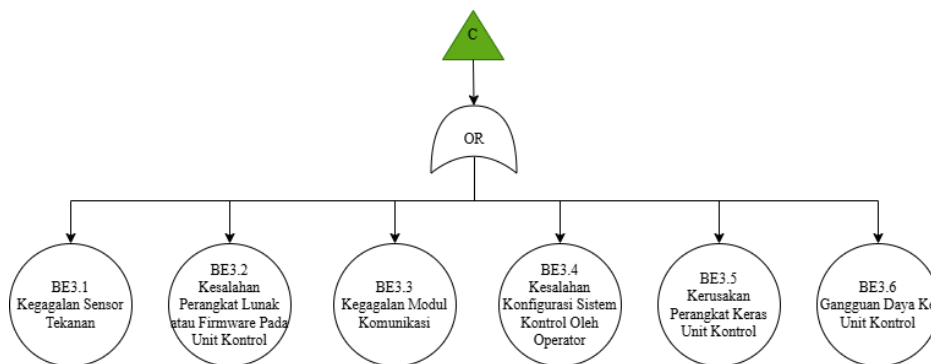 C
OR
BE3.1
Kegagalan Sensor
Tekanan
BE3.2
Kesalahan
Perangkat Lunak
atau Firmware Pada
Unit Kontrol
BE3.3
Kegagalan Modul
Komunikasi
BE3.4
Kesalahan
Konfigurasi Sistem
Kontrol Oleh
Operator
BE3.5
Kerusakan
Perangkat Keras
Unit Kontrol
BE3.6
Gangguan Daya Ke
Unit Kontrol